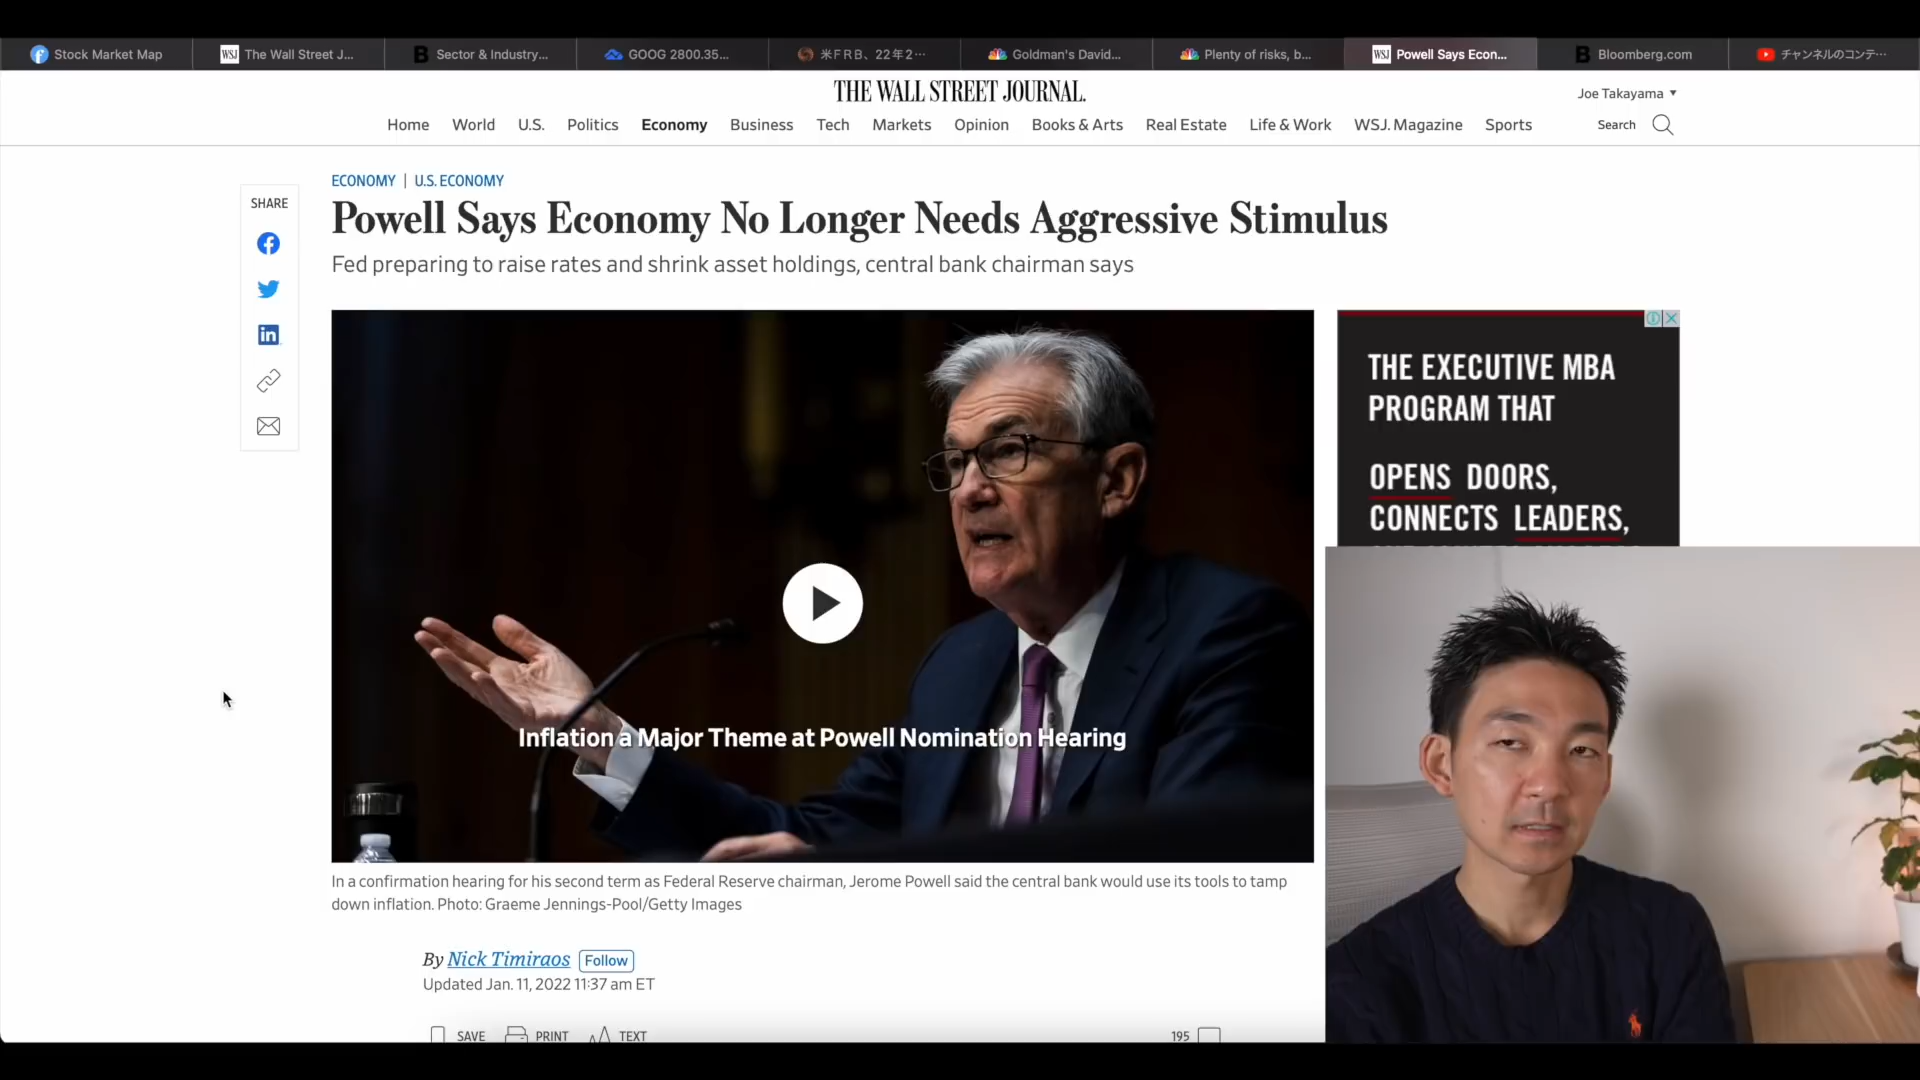 Stock Market Map
WSJ The Wall Street J...
B Sector & Industry...
GOOG 2800.35...
米ＦＲＢ、22年2…
Goldman's David...
Plenty of risks, b...
WSJ Powell Says Econ...
B Bloomberg.com
チャンネルのコンテ…
THE WALL STREET JOURNAL.
Joe Takayama
Home World U.S. Politics Economy Business Tech Markets Opinion Books & Arts Real Estate Life & Work WSJ. Magazine Sports
Search
ECONOMY | U.S. ECONOMY
Powell Says Economy No Longer Needs Aggressive Stimulus
Fed preparing to raise rates and shrink asset holdings, central bank chairman says
SHARE
in
THE EXECUTIVE MBA
PROGRAM THAT
OPENS DOORS,
CONNECTS LEADERS,
Inflation a Major Theme at Powell Nomination Hearing
In a confirmation hearing for his second term as Federal Reserve chairman, Jerome Powell said the central bank would use its tools to tamp
down inflation. Photo: Graeme Jennings-Pool/Getty Images
By Nick Timiraos Follow
Updated Jan. 11, 2022 11:37 am ET
SAVE PRINT TEXT
195